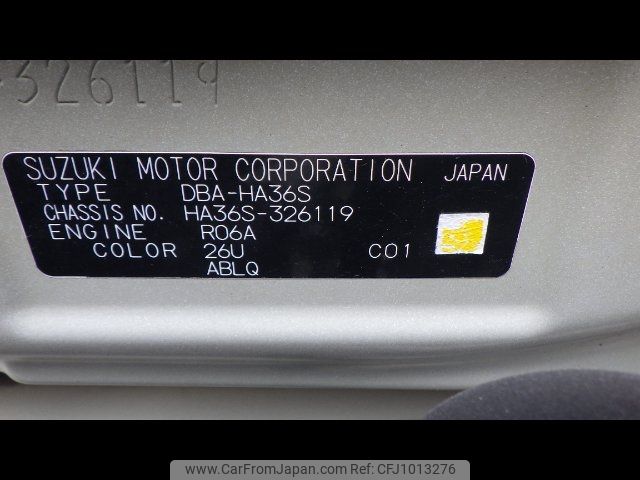 326119
SUZUKI MOTOR CORPORATION JAPAN
TYPE DBA-HA36S
CHASSIS NO. HA36S-326119
ENGINE R06A
COLOR 26U C01
ABLQ
www.CarFromJapan.com | CarFromJapan | Ref: CFJ1013276